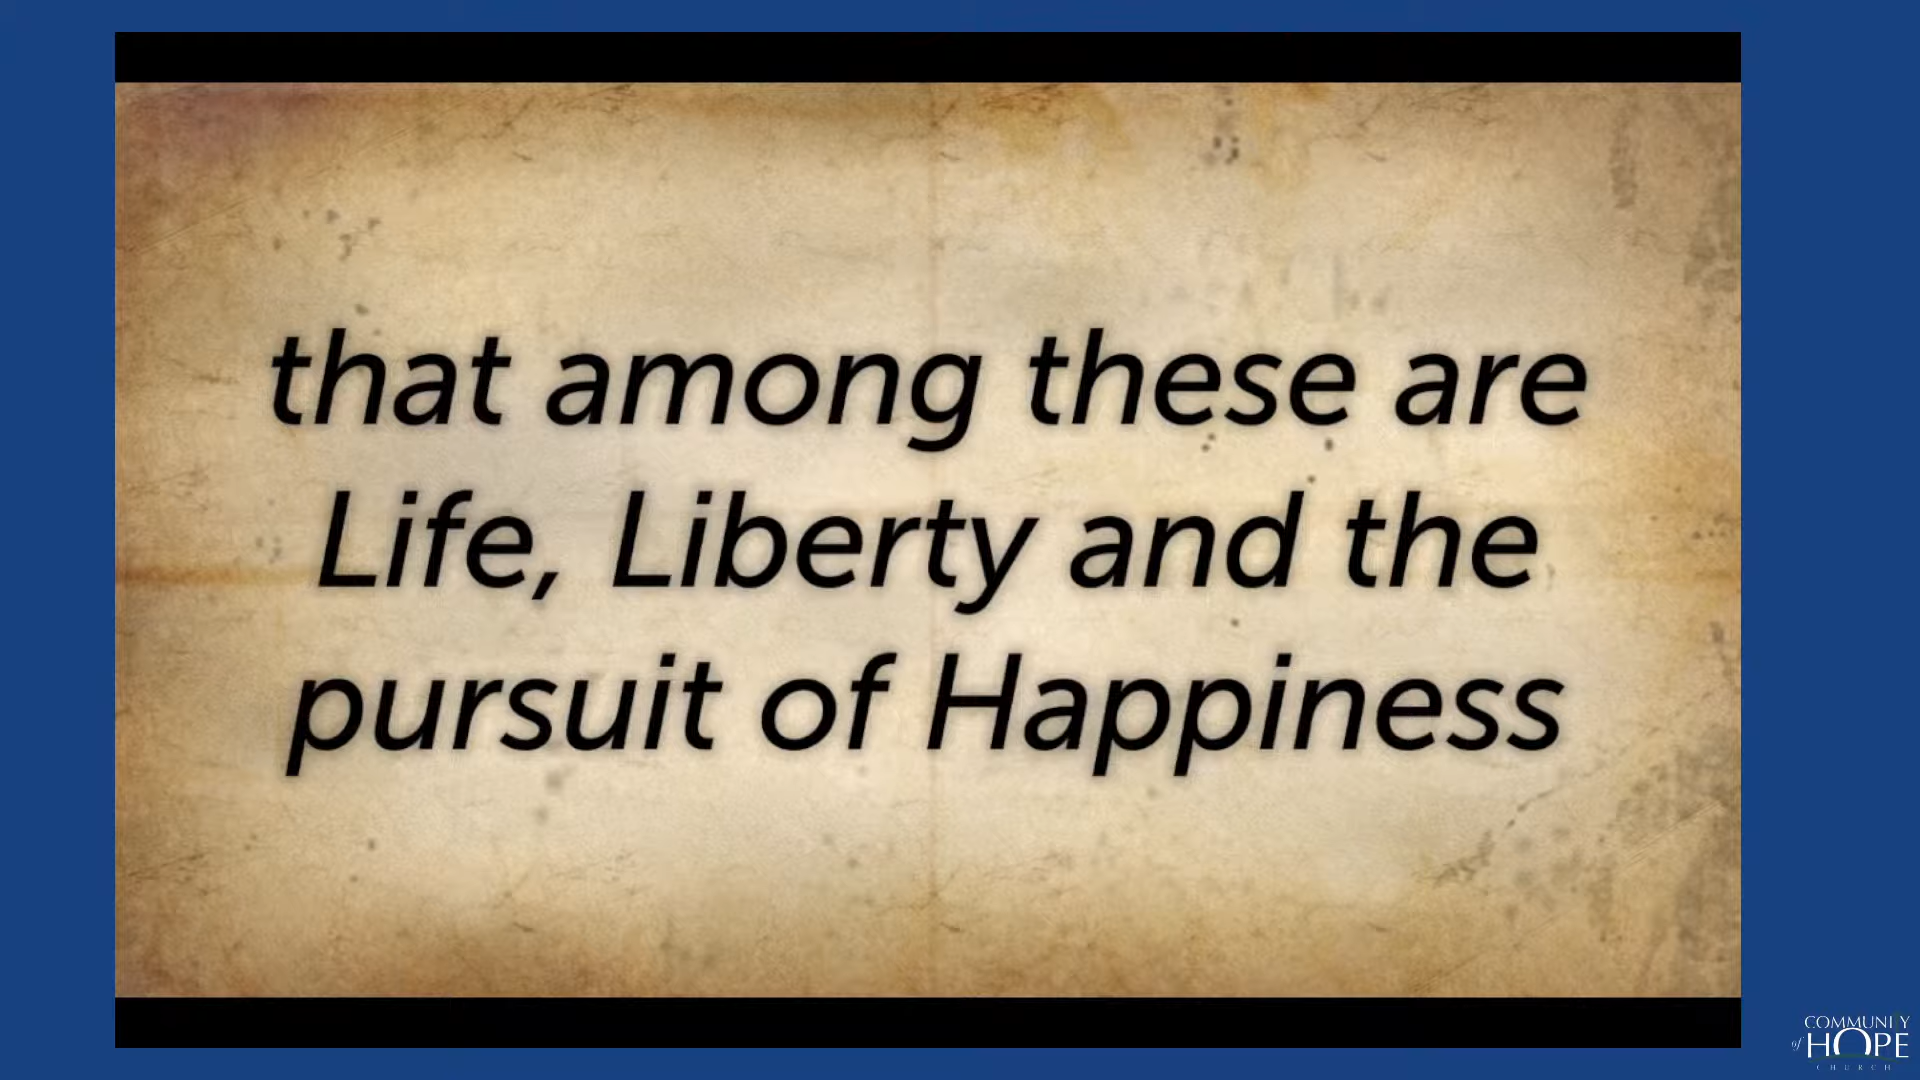 that among these are
Life, Liberty and the
pursuit of Happiness
COMMUNITY
of HOPE
CHURCH